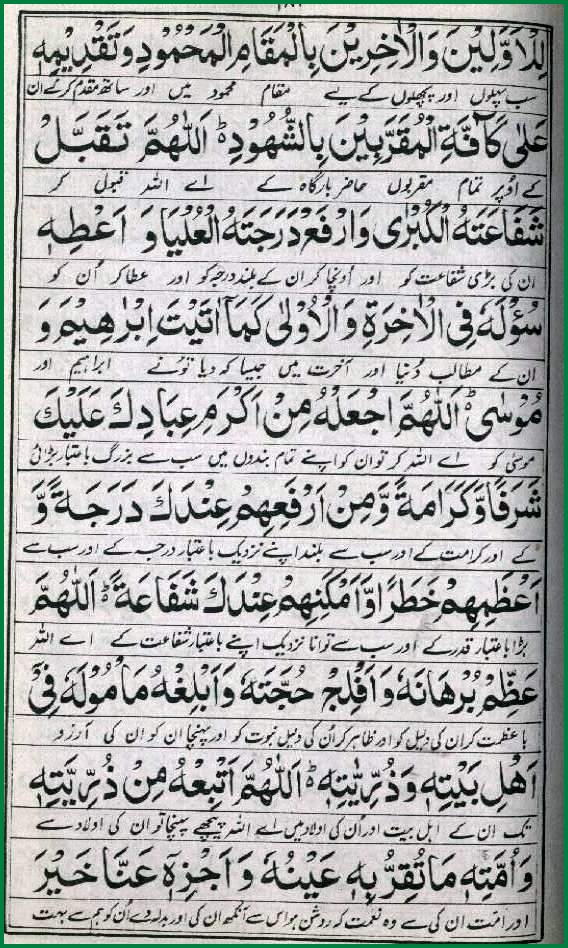 ١٨٢
لِلْاَوَّلِيْنَ وَالْاٰخِرِيْنَ بِالْمَقَامِ الْمَحْمُوْدِ وَتَقْدِيْمِهٖ
سب پہلوں اور پچھلوں کے لیے مقام محمود میں اور ساتھ مقدم کرنے ان
عَلٰى كَآفَّةِ الْمُقَرَّبِيْنَ بِالشُّهُوْدِ ؕ اَللّٰهُمَّ تَقَبَّلْ
کے اوُپر تمام مقربوں حاضر بارگاہ کے اے اللہ قبول کر
شَفَاعَتَهُ الْكُبْرٰى وَارْفَعْ دَرَجَتَهُ الْعُلْيَا وَ اَعْطِهٖ
ان کی بڑی شفاعت کو اور اُونچا کر ان کے بلند درجہ کو اور عطا کر اُن کو
سُؤْلَهٗ فِى الْاٰخِرَةِ وَالْاُوْلٰى كَمَآ اٰتَيْتَ اِبْرٰهِيْمَ وَ
ان کے مطالب دُنیا اور آخرت میں جیسا کہ دیا تونے ابراہیم اور
مُوْسٰى ؕ اَللّٰهُمَّ اجْعَلْهُ مِنْ اَكْرَمِ عِبَادِكَ عَلَيْكَ
موسیٰ کو اے اللہ کر تو ان کو اپنے تمام بندوں میں سب سے بزرگ باعتبار بڑائی
شَرَفًا وَّكَرَامَةً وَّمِنْ اَرْفَعِهِمْ عِنْدَكَ دَرَجَةً وَّ
کے اور کرامت کے اور سب سے بلند اپنے نزدیک باعتبار درجہ کے اور سب سے
اَعْظَمِهِمْ خَطَرًا وَّاَمْكَنِهِمْ عِنْدَكَ شَفَاعَةً ؕ اَللّٰهُمَّ
بڑا باعتبار قدر کے اور سب سے توانا نزدیک اپنے باعتبار شفاعت کے اے اللہ
عَظِّمْ بُرْهَانَهٗ وَاَفْلِجْ حُجَّتَهٗ وَاَبْلِغْهُ مَاْمُوْلَهٗ فِىْٓ
باعظمت کر ان کی دلیل کو اور ظاہر کر اُن کی دلیل نبوت کو اور پہنچا ان کو ان کی آرزو
اَهْلِ بَيْتِهٖ وَذُرِّيَّتِهٖ ؕ اَللّٰهُمَّ اَتْبِعْهُ مِنْ ذُرِّيَّتِهٖ
تک ان کے اہل بیت اور اُن کی اولاد میں اے اللہ پیچھے پہنچا تو ان کی اولاد سے
وَاُمَّتِهٖ مَا تُقِرُّ بِهٖ عَيْنَهٗ وَاَجْزِهٖ عَنَّا خَيْرَ
اور امت ان کی سے وہ نعمت کہ روشن ہو اس سے آنکھ ان کی اور بدلہ دے اُن کو ہم سے بہت